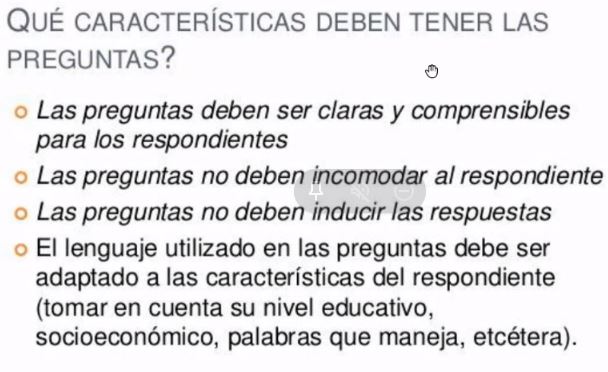 QUÉ CARACTERÍSTICAS DEBEN TENER LAS
PREGUNTAS?
Las preguntas deben ser claras y comprensibles
para los respondientes
Las preguntas no deben incomodar al respondiente
Las preguntas no deben inducir las respuestas
El lenguaje utilizado en las preguntas debe ser
adaptado a las características del respondiente
(tomar en cuenta su nivel educativo,
socioeconómico, palabras que maneja, etcétera).